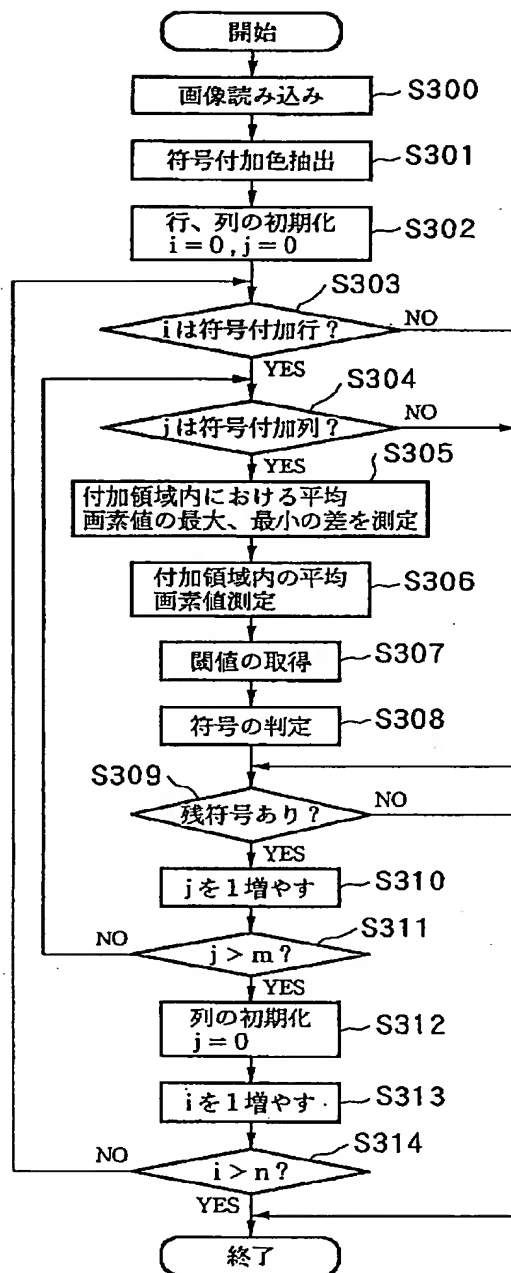 開始
画像読み込み
S300
符号付加色抽出
S301
行、列の初期化
i=0,j=0
S302
S303
iは符号付加行?
NO
YES
S304
jは符号付加列?
NO
YES
S305
付加領域内における平均
画素値の最大、最小の差を測定
付加領域内の平均
画素値測定
S306
閾値の取得
S307
符号の判定
S308
S309
残符号あり?
NO
YES
jを1増やす
S310
S311
NO
j>m?
YES
列の初期化
j=0
S312
iを1増やす
S313
S314
NO
i>n?
YES
終了